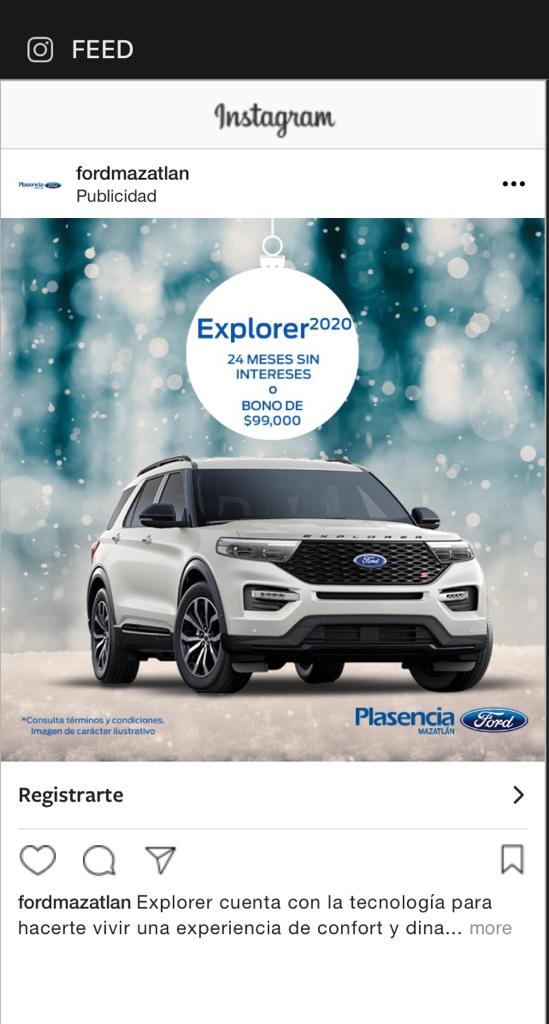 FEED
Instagram
Plasencia Ford
fordmazatlan
Publicidad
Explorer2020
24 MESES SIN
INTERESES
o
BONO DE
$99,000
EXPLORER
Ford
*Consulta términos y condiciones.
Imagen de carácter ilustrativo
Plasencia Ford
MAZATLÁN
Registrarte
fordmazatlan Explorer cuenta con la tecnología para
hacerte vivir una experiencia de confort y dina... more